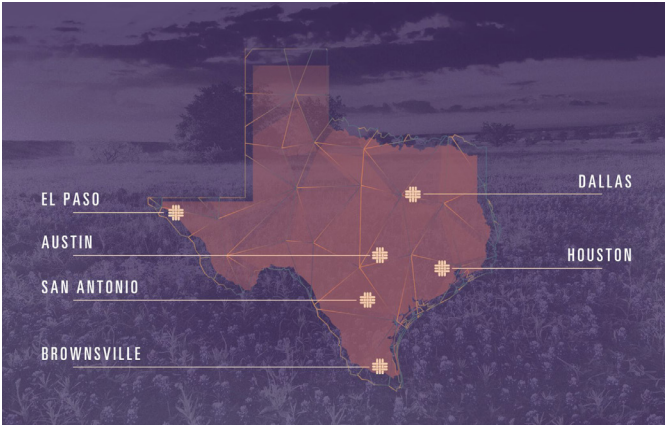 EL PASO
AUSTIN
SAN ANTONIO
BROWNSVILLE
DALLAS
HOUSTON